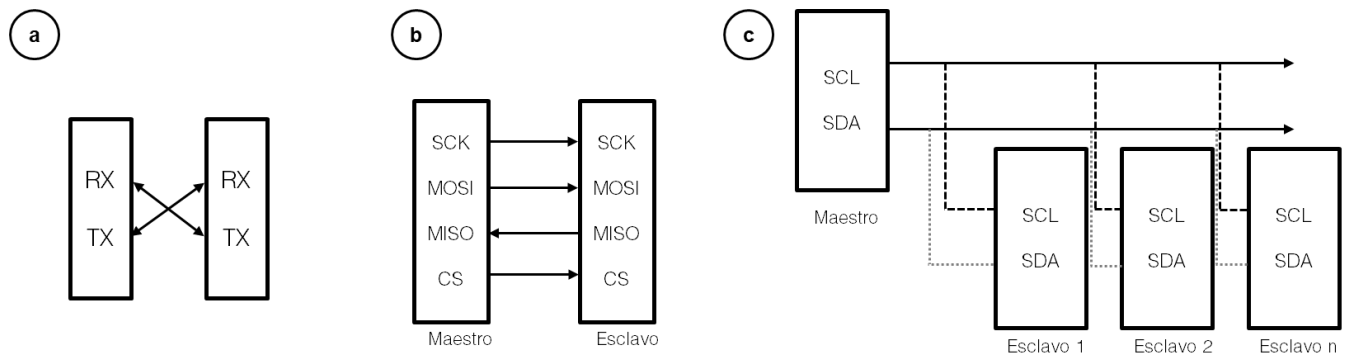 a
RX
TX
RX
TX
b
SCK
MOSI
MISO
CS
Maestro
SCK
MOSI
MISO
CS
Esclavo
c
SCL
SDA
Maestro
SCL
SDA
Esclavo 1
SCL
SDA
Esclavo 2
SCL
SDA
Esclavo n